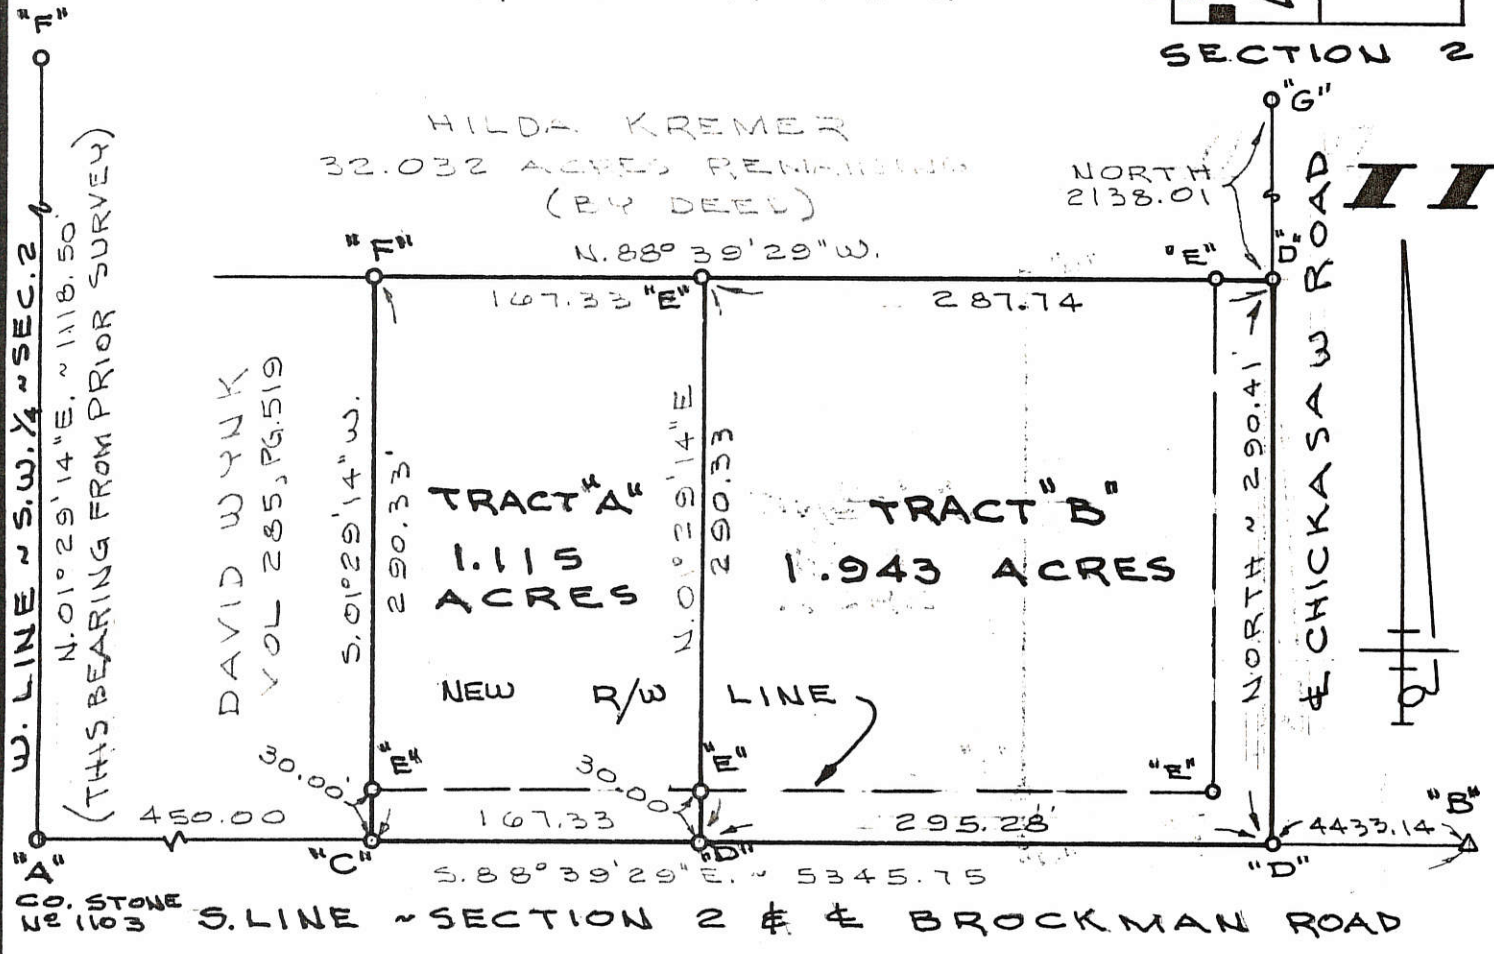 "F"
SECTION 2
"G"
HILDA KREMER
32.032 ACRES REMAINING
(BY DEED)
NORTH
2138.01
II
"F"
N. 88° 39' 29" W.
"E"
"D"
167.33
"E"
287.74
W. LINE ~ S.W. ¼ ~ SEC. 2
N. 01° 29' 14" E. ~ 1118.50'
(THIS BEARING FROM PRIOR SURVEY)
DAVID WYNK
VOL 285, PG. 519
S. 01° 29' 14" W.
290.33'
TRACT "A"
1.115
ACRES
N. 01° 29' 14" E
290.33
TRACT "B"
1.943 ACRES
NORTH ~ 290.41'
℄ CHICKASAW ROAD
NEW R/W LINE
30.00'
"E"
30.00
"E"
"E"
450.00
167.33
295.28'
4433.14
"B"
"A"
"C"
"D"
"D"
S. 88° 39' 29" E. ~ 5345.75
CO. STONE
Nº 1103
S. LINE ~ SECTION 2 & ℄ BROCKMAN ROAD